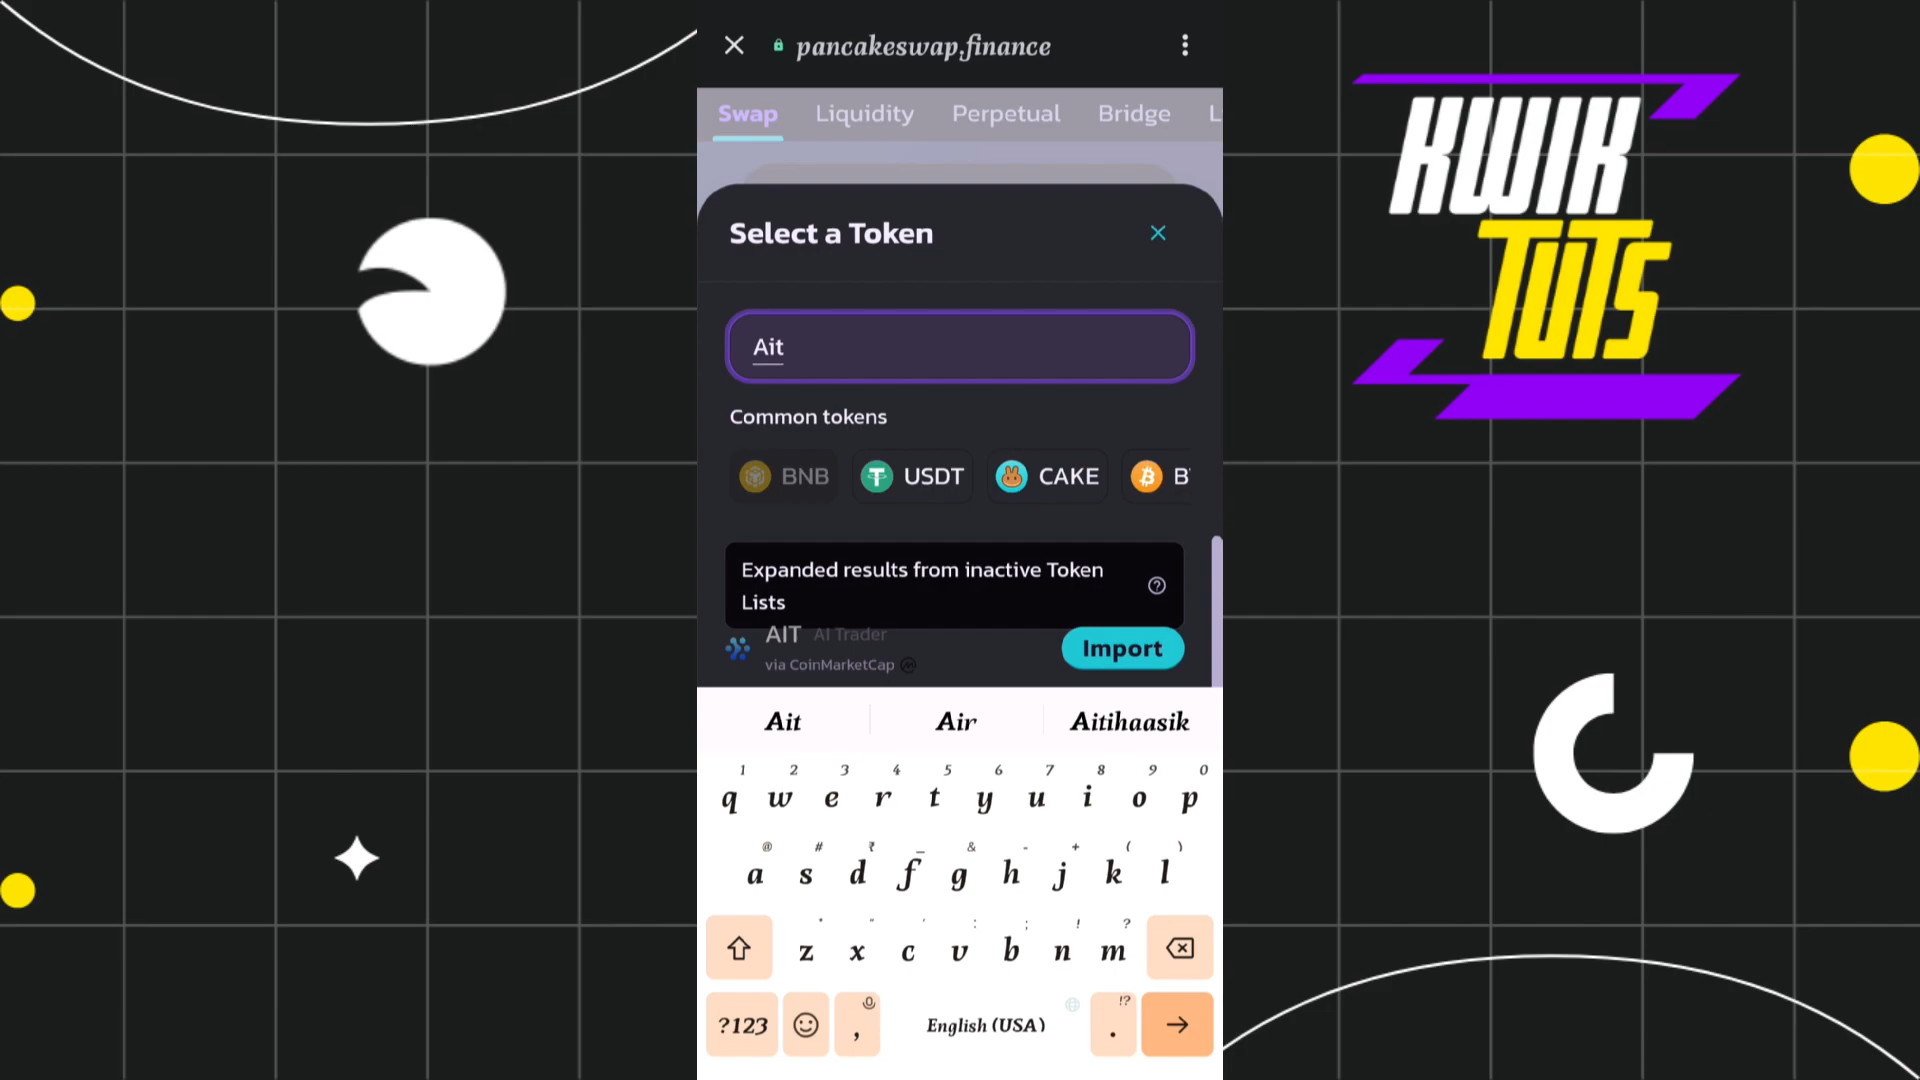 pancakeswap.finance
Swap Liquidity Perpetual Bridge L
Select a Token
Ait
Common tokens
BNB USDT CAKE B
Expanded results from inactive Token
Lists
AIT AI Trader
via CoinMarketCap
Import
Ait Air Aitihaasik
1 2 3 4 5 6 7 8 9 0
q w e r t y u i o p
@ # ₹ _ & - + ( )
a s d f g h j k l
* " ' : ; ! ?
z x c v b n m
!?
?123 , English (USA) .
KWIK
TUTS